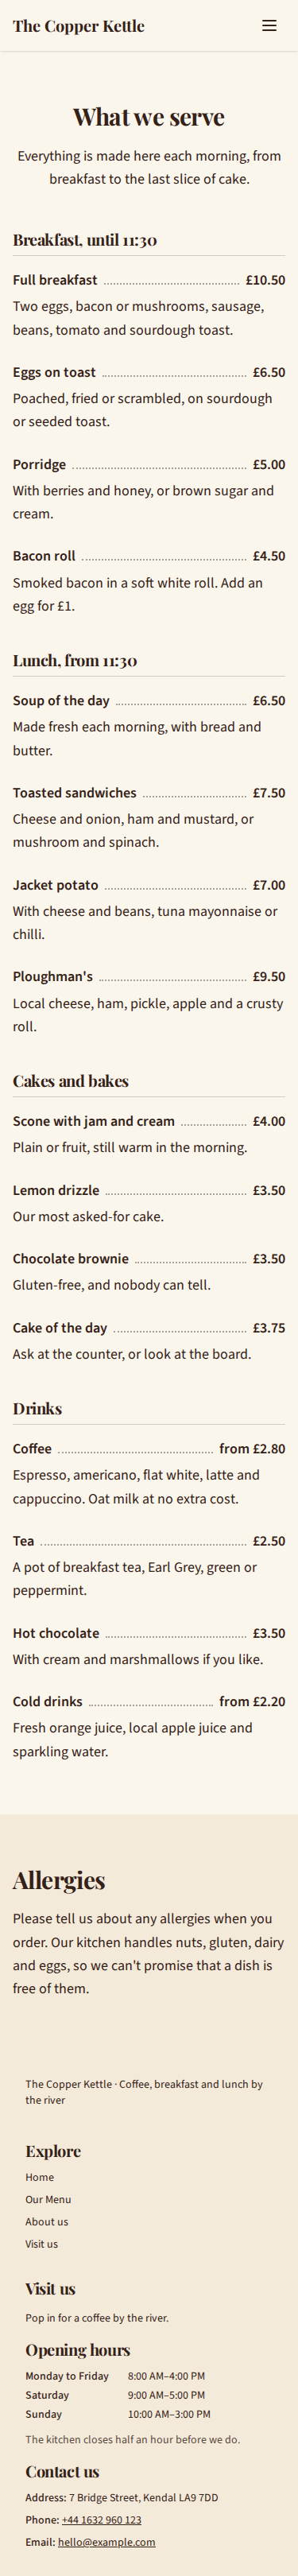 The Copper Kettle
What we serve
Everything is made here each morning, from
breakfast to the last slice of cake.
Breakfast, until 11:30
Full breakfast £10.50
Two eggs, bacon or mushrooms, sausage,
beans, tomato and sourdough toast.
Eggs on toast £6.50
Poached, fried or scrambled, on sourdough
or seeded toast.
Porridge £5.00
With berries and honey, or brown sugar and
cream.
Bacon roll £4.50
Smoked bacon in a soft white roll. Add an
egg for £1.
Lunch, from 11:30
Soup of the day £6.50
Made fresh each morning, with bread and
butter.
Toasted sandwiches £7.50
Cheese and onion, ham and mustard, or
mushroom and spinach.
Jacket potato £7.00
With cheese and beans, tuna mayonnaise or
chilli.
Ploughman's £9.50
Local cheese, ham, pickle, apple and a crusty
roll.
Cakes and bakes
Scone with jam and cream £4.00
Plain or fruit, still warm in the morning.
Lemon drizzle £3.50
Our most asked-for cake.
Chocolate brownie £3.50
Gluten-free, and nobody can tell.
Cake of the day £3.75
Ask at the counter, or look at the board.
Drinks
Coffee from £2.80
Espresso, americano, flat white, latte and
cappuccino. Oat milk at no extra cost.
Tea £2.50
A pot of breakfast tea, Earl Grey, green or
peppermint.
Hot chocolate £3.50
With cream and marshmallows if you like.
Cold drinks from £2.20
Fresh orange juice, local apple juice and
sparkling water.
Allergies
Please tell us about any allergies when you
order. Our kitchen handles nuts, gluten, dairy
and eggs, so we can't promise that a dish is
free of them.
The Copper Kettle · Coffee, breakfast and lunch by
the river
Explore
Home
Our Menu
About us
Visit us
Visit us
Pop in for a coffee by the river.
Opening hours
Monday to Friday 8:00 AM–4:00 PM
Saturday 9:00 AM–5:00 PM
Sunday 10:00 AM–3:00 PM
The kitchen closes half an hour before we do.
Contact us
Address: 7 Bridge Street, Kendal LA9 7DD
Phone: +44 1632 960 123
Email: hello@example.com